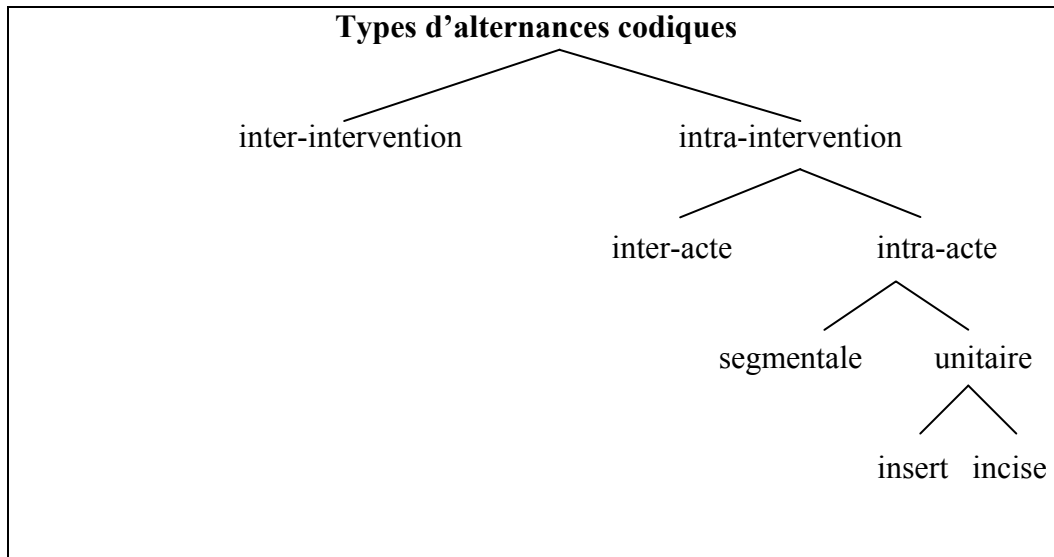 Types d’alternances codiques
inter-intervention intra-intervention
inter-acte intra-acte
segmentale unitaire
insert incise